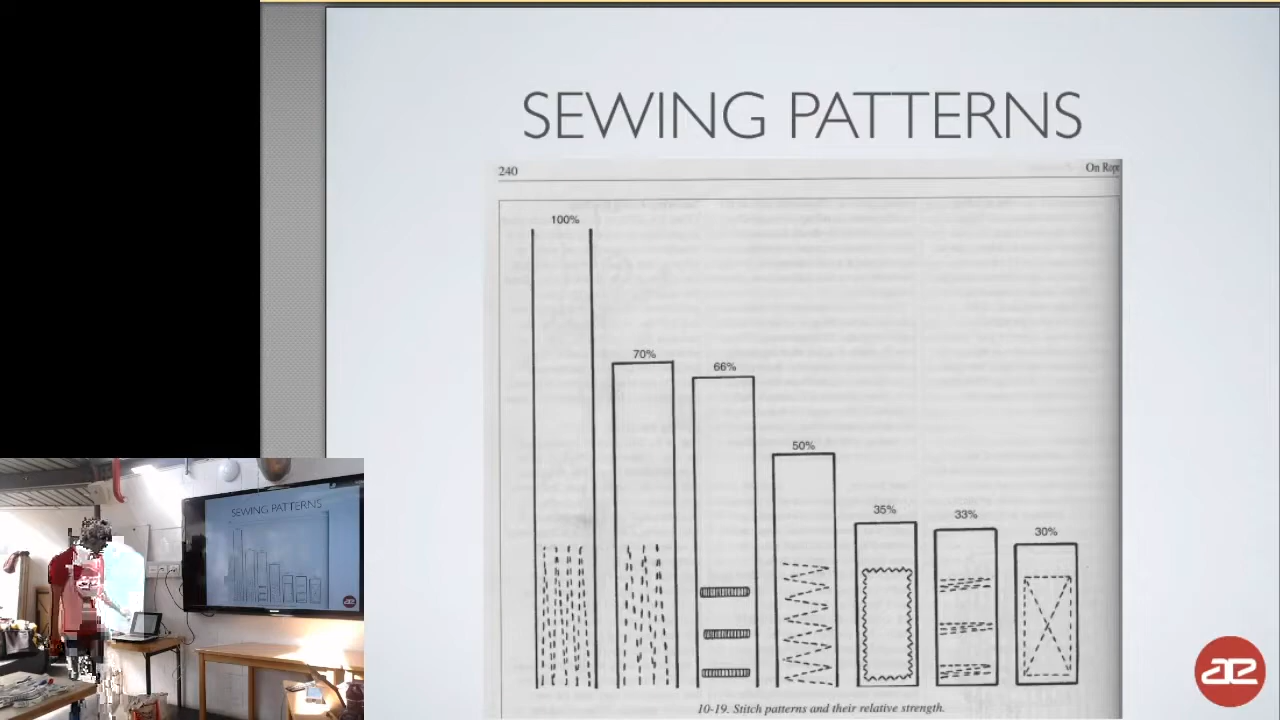 SEWING PATTERNS
240
On Rope
100%
70%
66%
50%
35%
33%
30%
10-19. Stitch patterns and their relative strength.
SEWING PATTERNS